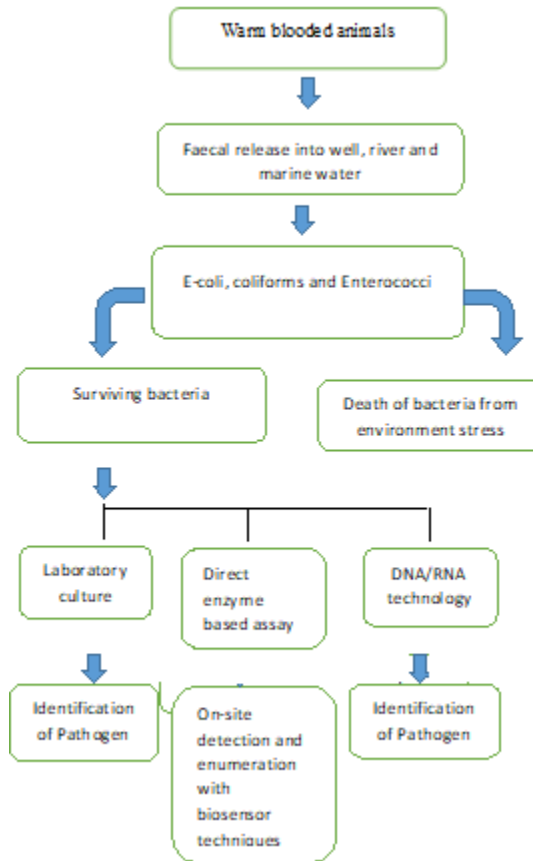 Warm blooded animals
Faecal release into well, river and
marine water
E-coli, coliforms and Enterococci
Surviving bacteria
Death of bacteria from
environment stress
Laboratory
culture
Direct
enzyme
based assay
DNA/RNA
technology
Identification
of Pathogen
On-site
detection and
enumeration
with
biosensor
techniques
Identification
of Pathogen